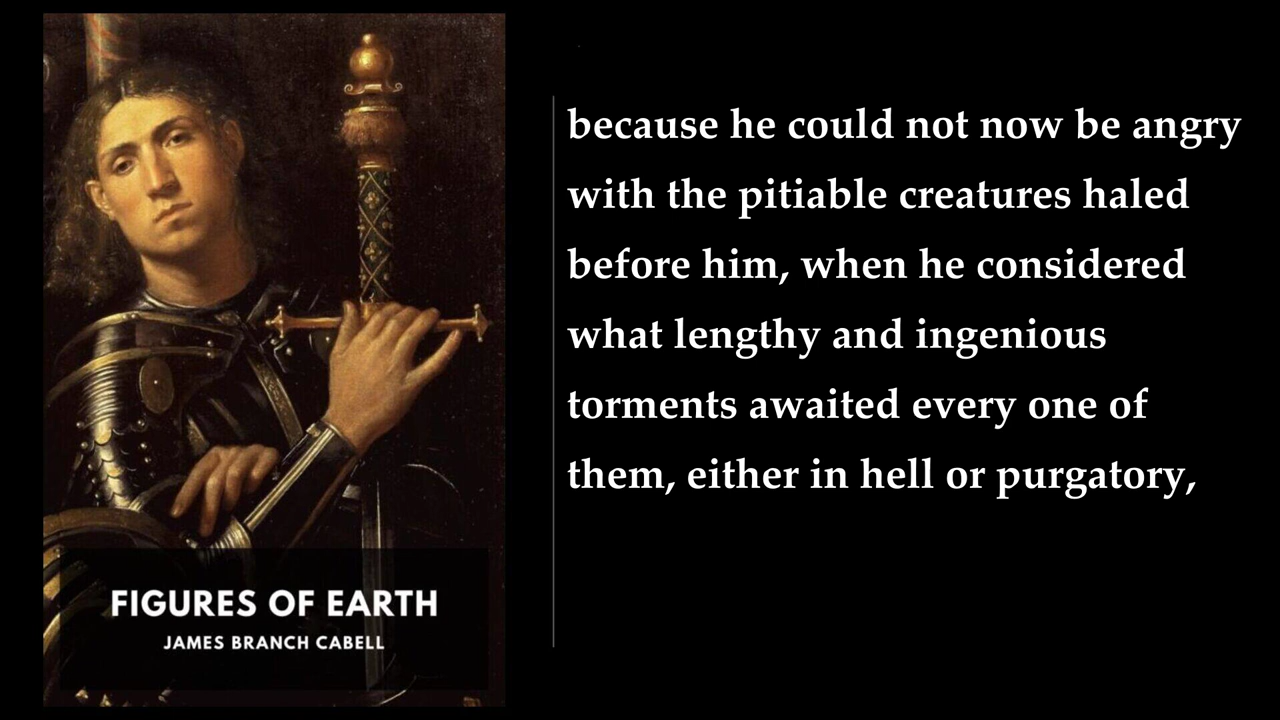 because he could not now be angry
with the pitiable creatures haled
before him, when he considered
what lengthy and ingenious
torments awaited every one of
them, either in hell or purgatory,
FIGURES OF EARTH
JAMES BRANCH CABELL